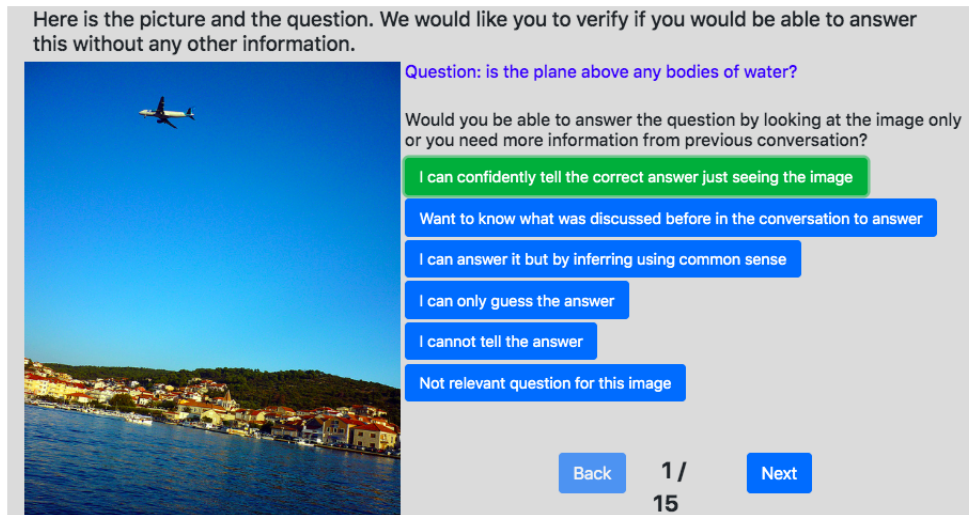 Here is the picture and the question. We would like you to verify if you would be able to answer
this without any other information.
Question: is the plane above any bodies of water?
Would you be able to answer the question by looking at the image only
or you need more information from previous conversation?
I can confidently tell the correct answer just seeing the image
Want to know what was discussed before in the conversation to answer
I can answer it but by inferring using common sense
I can only guess the answer
I cannot tell the answer
Not relevant question for this image
Back
1 /
15
Next